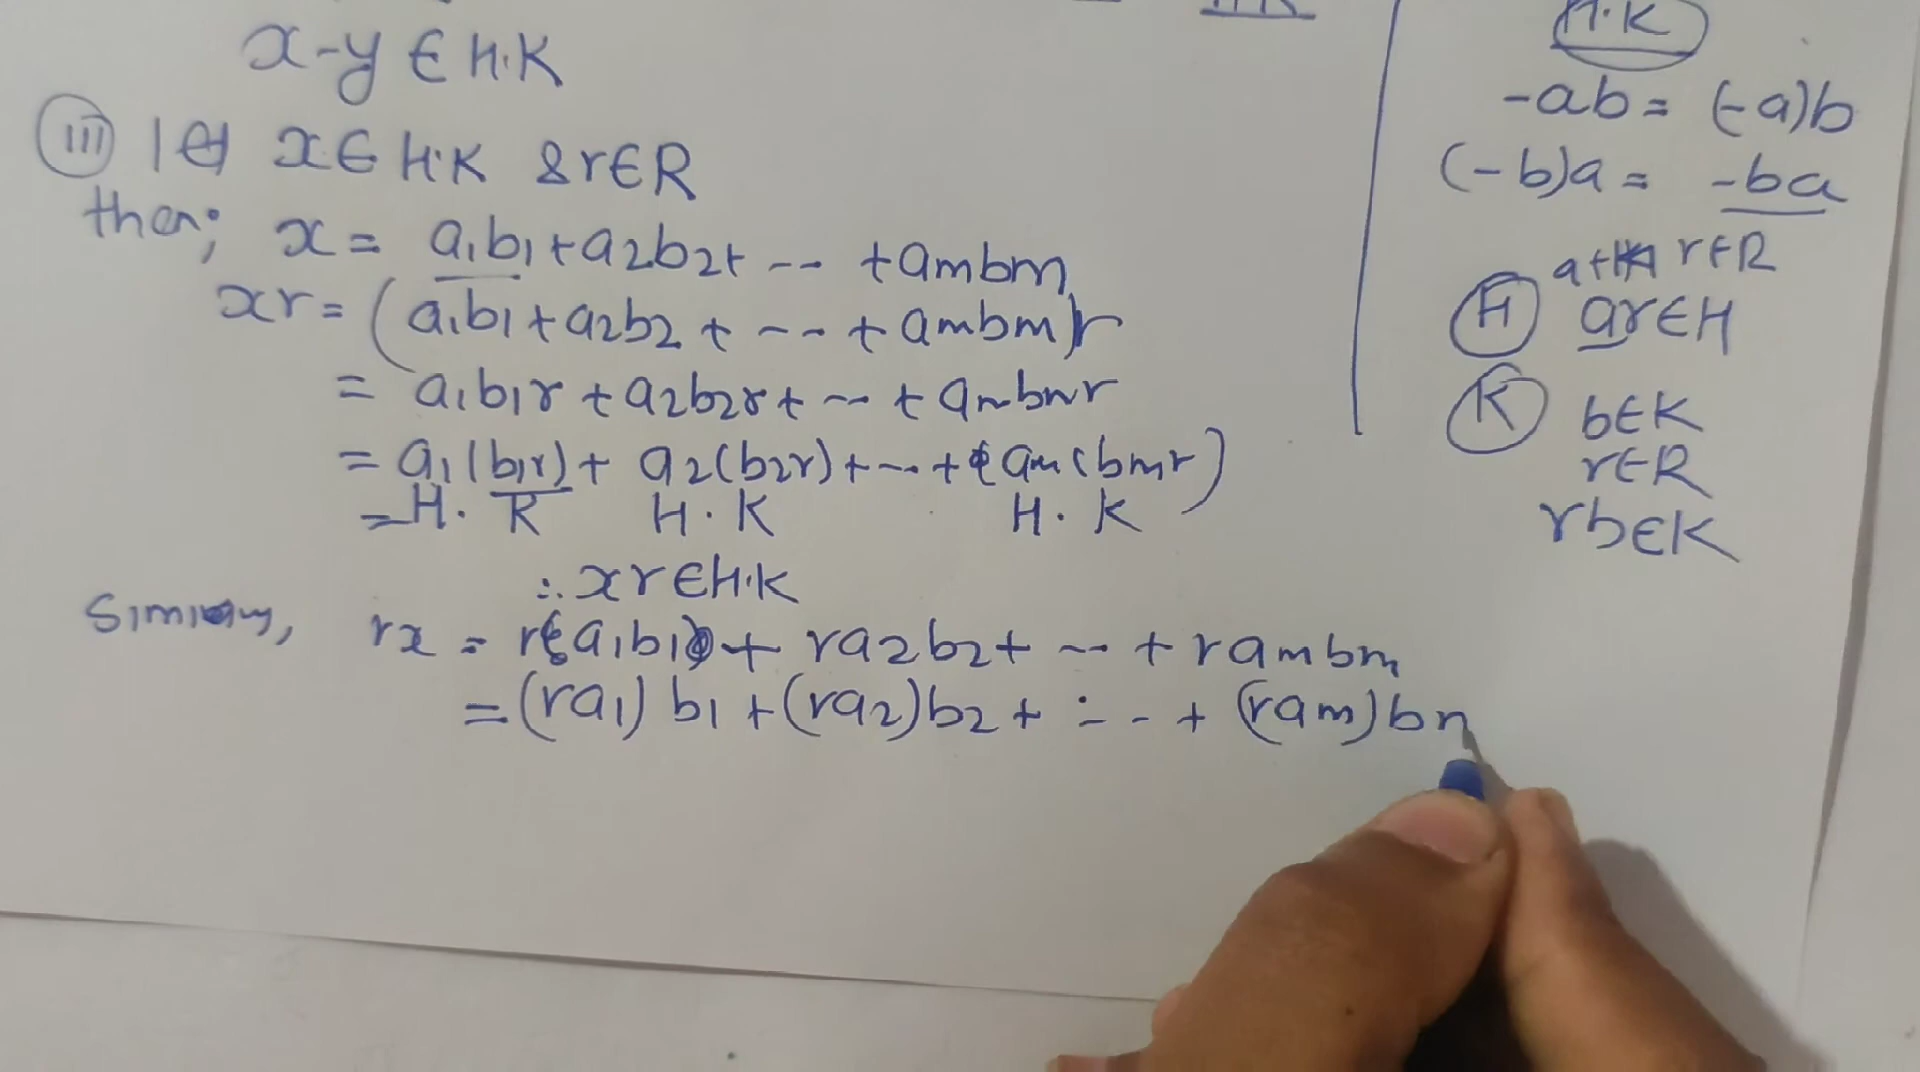 x-y ∈ H·K
(iii) let x ∈ H·K & r∈R
then; x = a1b1 + a2b2 + -- + ambm
xr = (a1b1 + a2b2 + --- + ambm)r
= a1b1r + a2b2r + --- + ambmr
= a1(b1r) + a2(b2r) + --- + am(bmr)
= H. K H.K H.K
∴ xr ∈ H·K
rx = r(a1b1) + ra2b2 + --- + rambm
= (ra1)b1 + (ra2)b2 + --- + (ram)bn
H·K
-ab = (-a)b
(-b)a = -ba
r∈R
(H) ar∈H
(K) b∈K
r∈R
rb∈K